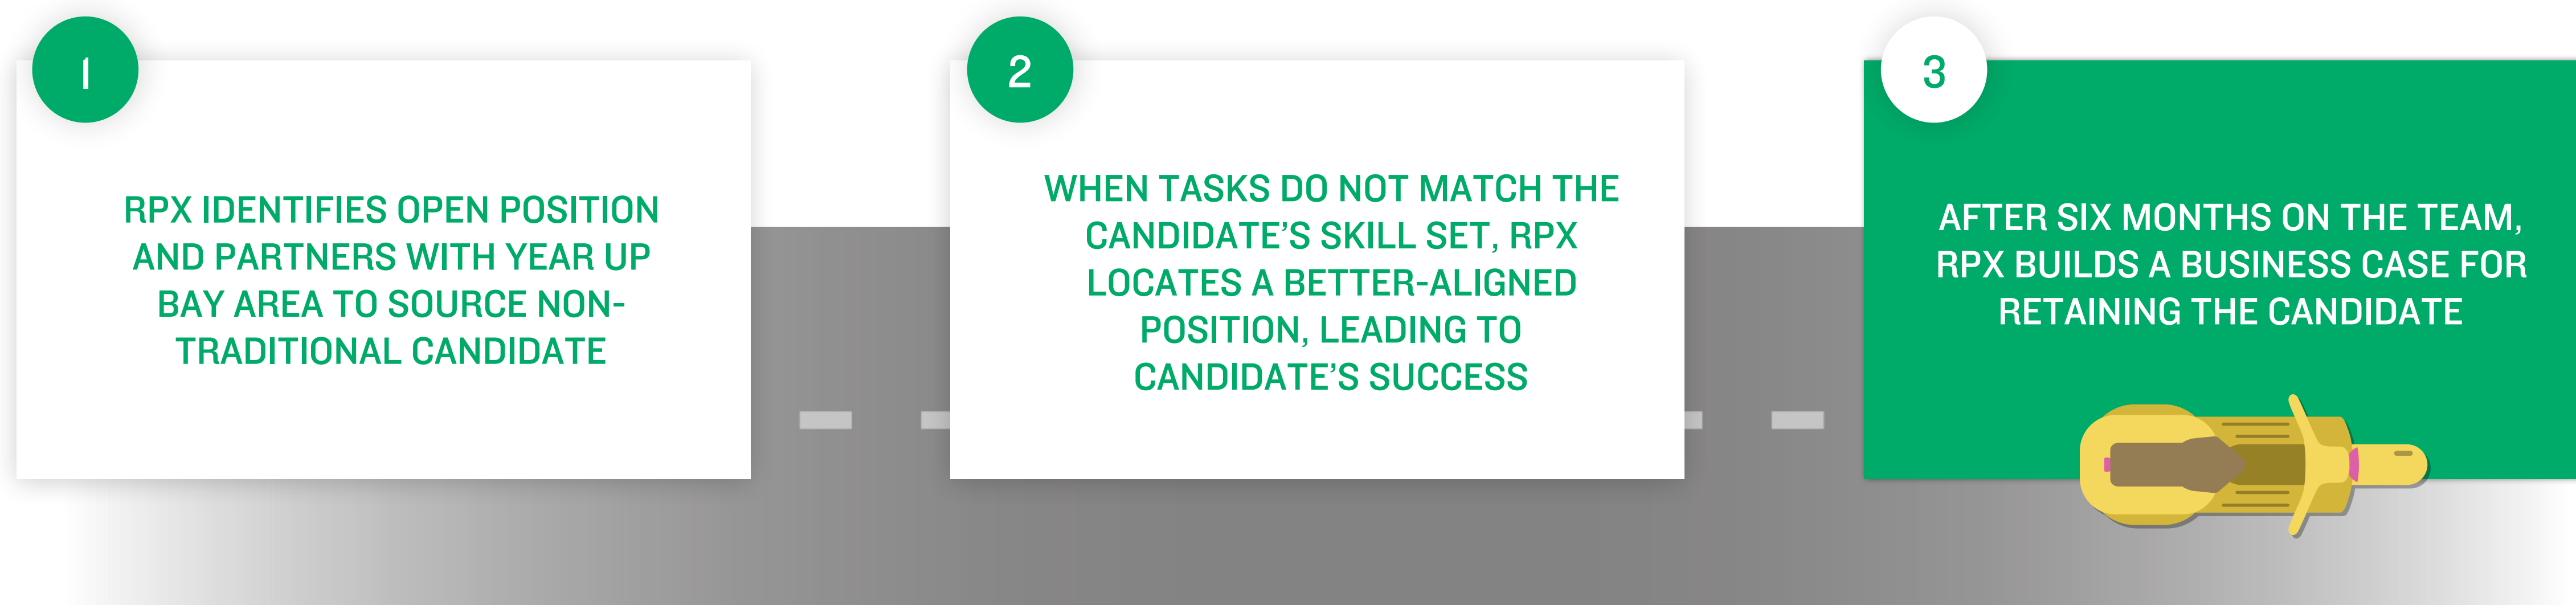 1
RPX IDENTIFIES OPEN POSITION
AND PARTNERS WITH YEAR UP
BAY AREA TO SOURCE NON-
TRADITIONAL CANDIDATE
2
WHEN TASKS DO NOT MATCH THE
CANDIDATE’S SKILL SET, RPX
LOCATES A BETTER-ALIGNED
POSITION, LEADING TO
CANDIDATE’S SUCCESS
3
AFTER SIX MONTHS ON THE TEAM,
RPX BUILDS A BUSINESS CASE FOR
RETAINING THE CANDIDATE